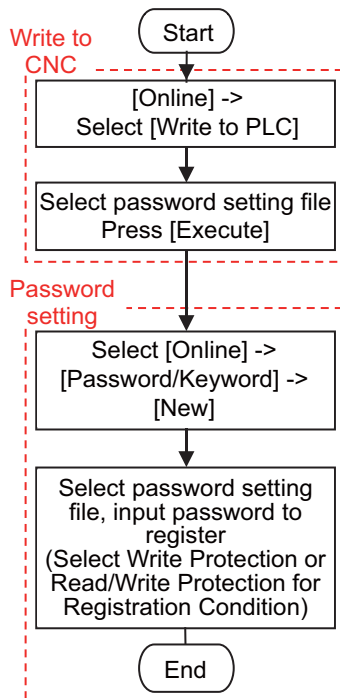 Start
Write to
CNC
[Online] ->
Select [Write to PLC]
Select password setting file
Press [Execute]
Password
setting
Select [Online] ->
[Password/Keyword] ->
[New]
Select password setting
file, input password to
register
(Select Write Protection or
Read/Write Protection for
Registration Condition)
End